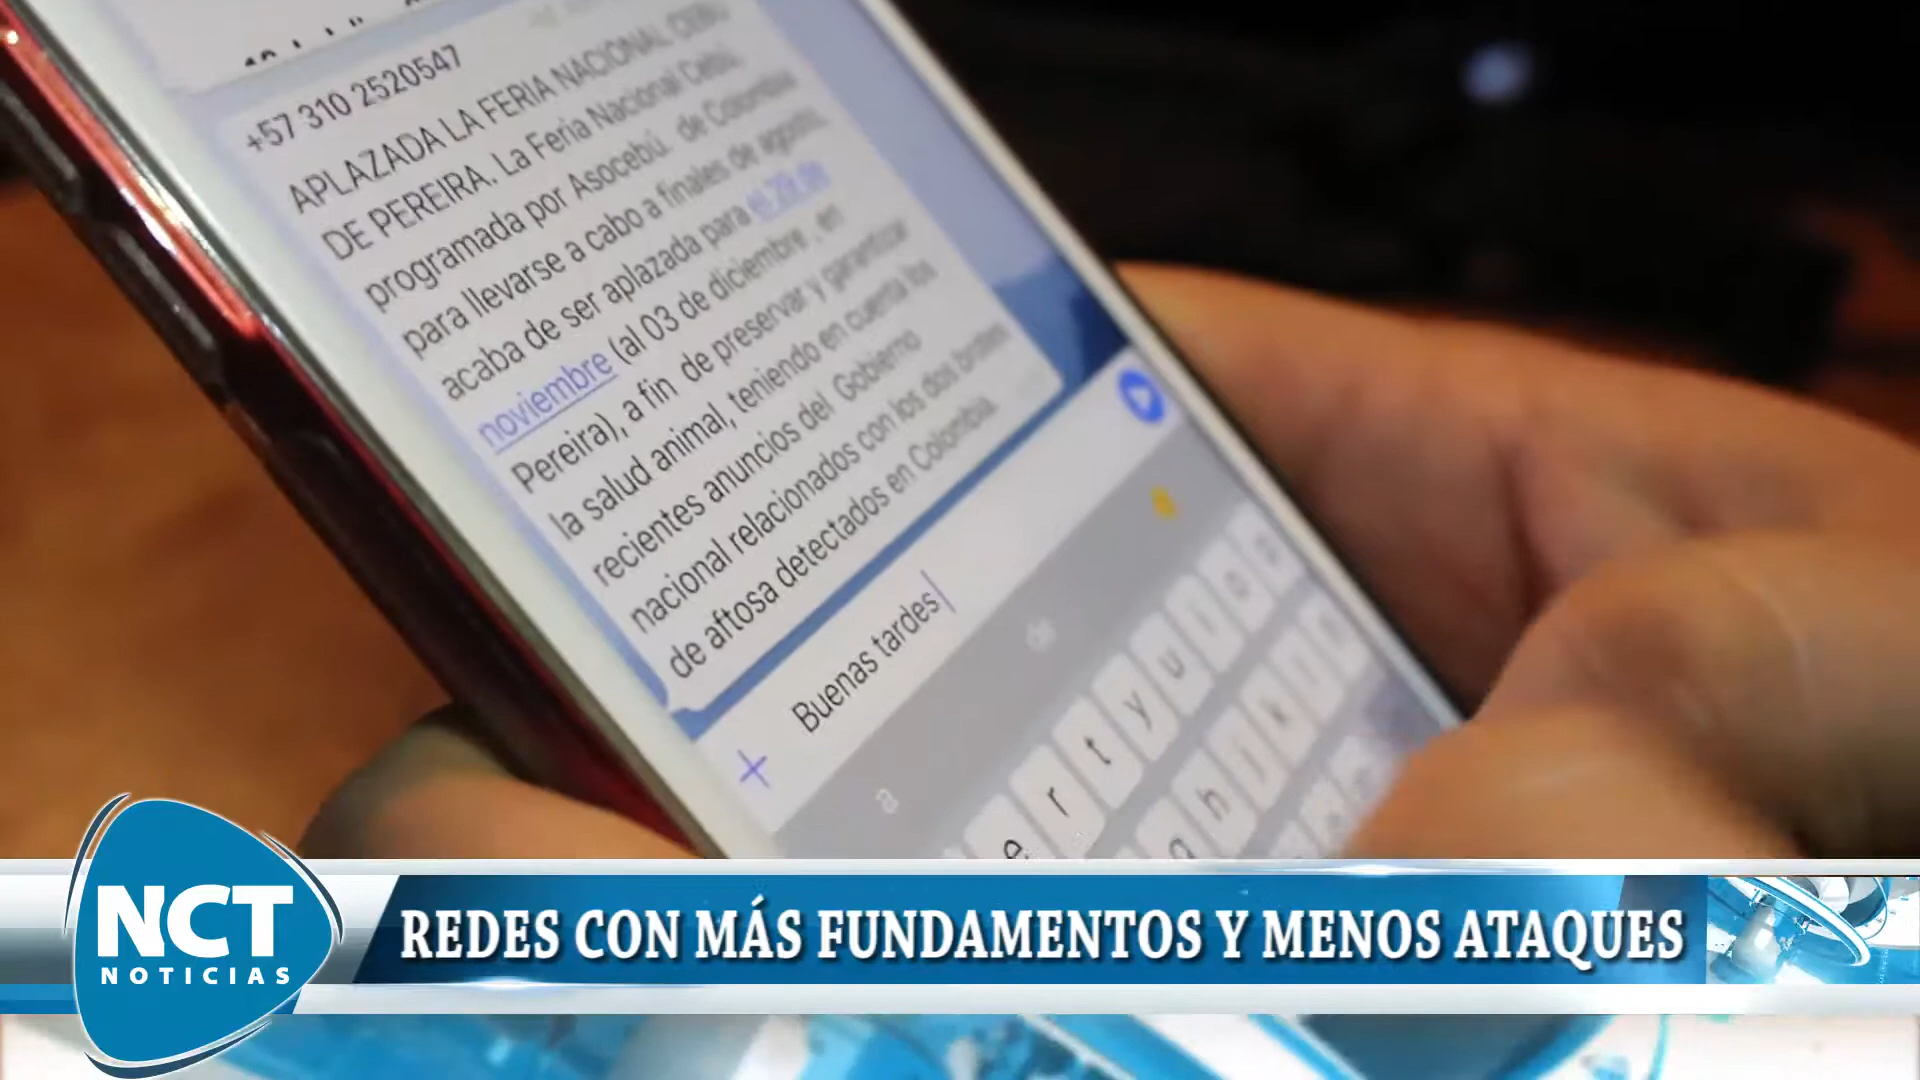 +57 310 2520547
APLAZADA LA FERIA NACIONAL CEBÚ
DE PEREIRA. La Feria Nacional Cebú,
programada por Asocebú. de Colombia
para llevarse a cabo a finales de agosto,
acaba de ser aplazada para el 29 de
noviembre (al 03 de diciembre , en
Pereira), a fin de preservar y garantizar
la salud animal, teniendo en cuenta los
recientes anuncios del Gobierno
nacional relacionados con los dos brotes
de aftosa detectados en Colombia.
Buenas tardes
a
de
e r t y u i o p
g h j k l ñ
NCT
NOTICIAS
REDES CON MÁS FUNDAMENTOS Y MENOS ATAQUES